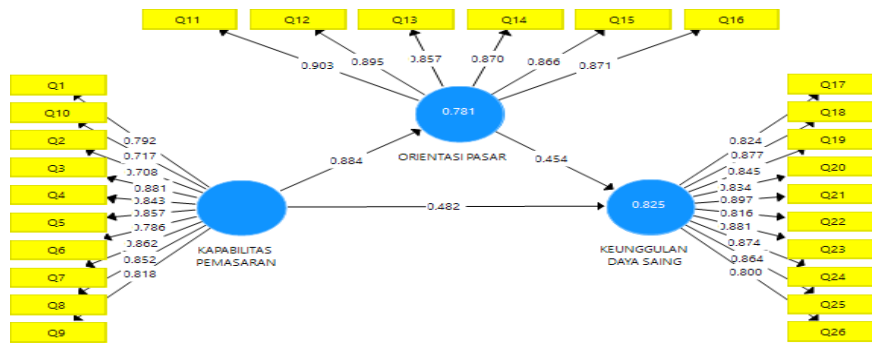 Q11
Q12
Q13
Q14
Q15
Q16
0.903
0.895
0.857
0.870
0.866
0.871
Q1
Q10
Q2
Q3
Q4
Q5
Q6
Q7
Q8
Q9
0.792
0.717
0.708
0.881
0.843
0.857
0.786
0.862
0.852
0.818
KAPABILITAS
PEMASARAN
0.884
0.781
ORIENTASI PASAR
0.454
0.482
0.825
KEUNGGULAN
DAYA SAING
0.824
0.877
0.845
0.834
0.897
0.816
0.881
0.874
0.864
0.800
Q17
Q18
Q19
Q20
Q21
Q22
Q23
Q24
Q25
Q26